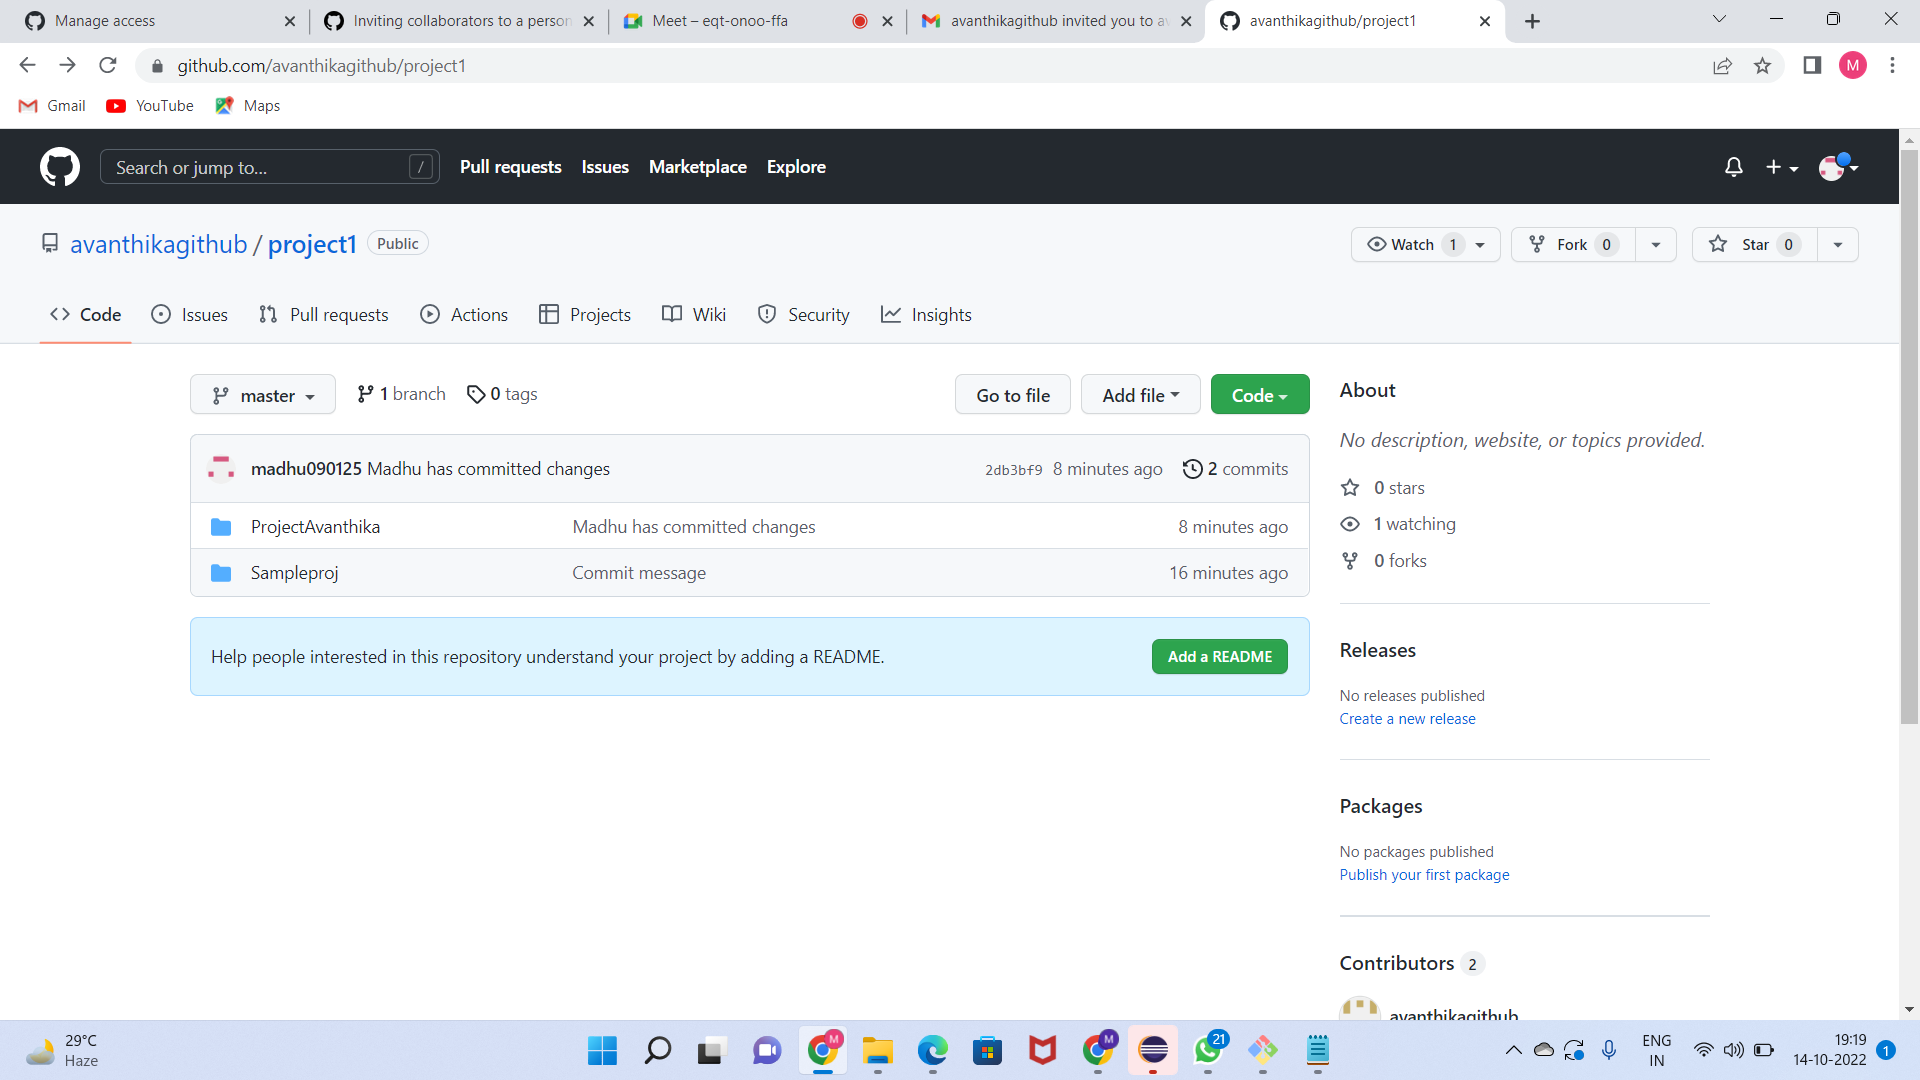 Manage access
Inviting collaborators to a person
Meet – eqt-onoo-ffa
avanthikagithub invited you to av
avanthikagithub/project1
github.com/avanthikagithub/project1
M
Gmail YouTube Maps
Search or jump to... /
Pull requests Issues Marketplace Explore
avanthikagithub / project1 Public
Watch 1 Fork 0 Star 0
Code Issues Pull requests Actions Projects Wiki Security Insights
master 1 branch 0 tags Go to file Add file Code
madhu090125 Madhu has committed changes 2db3bf9 8 minutes ago 2 commits
ProjectAvanthika Madhu has committed changes 8 minutes ago
Sampleproj Commit message 16 minutes ago
Help people interested in this repository understand your project by adding a README. Add a README
About
No description, website, or topics provided.
0 stars
1 watching
0 forks
Releases
No releases published
Create a new release
Packages
No packages published
Publish your first package
Contributors 2
avanthikagithub
29°C
Haze
M
M
21
ENG
IN
19:19
14-10-2022
1